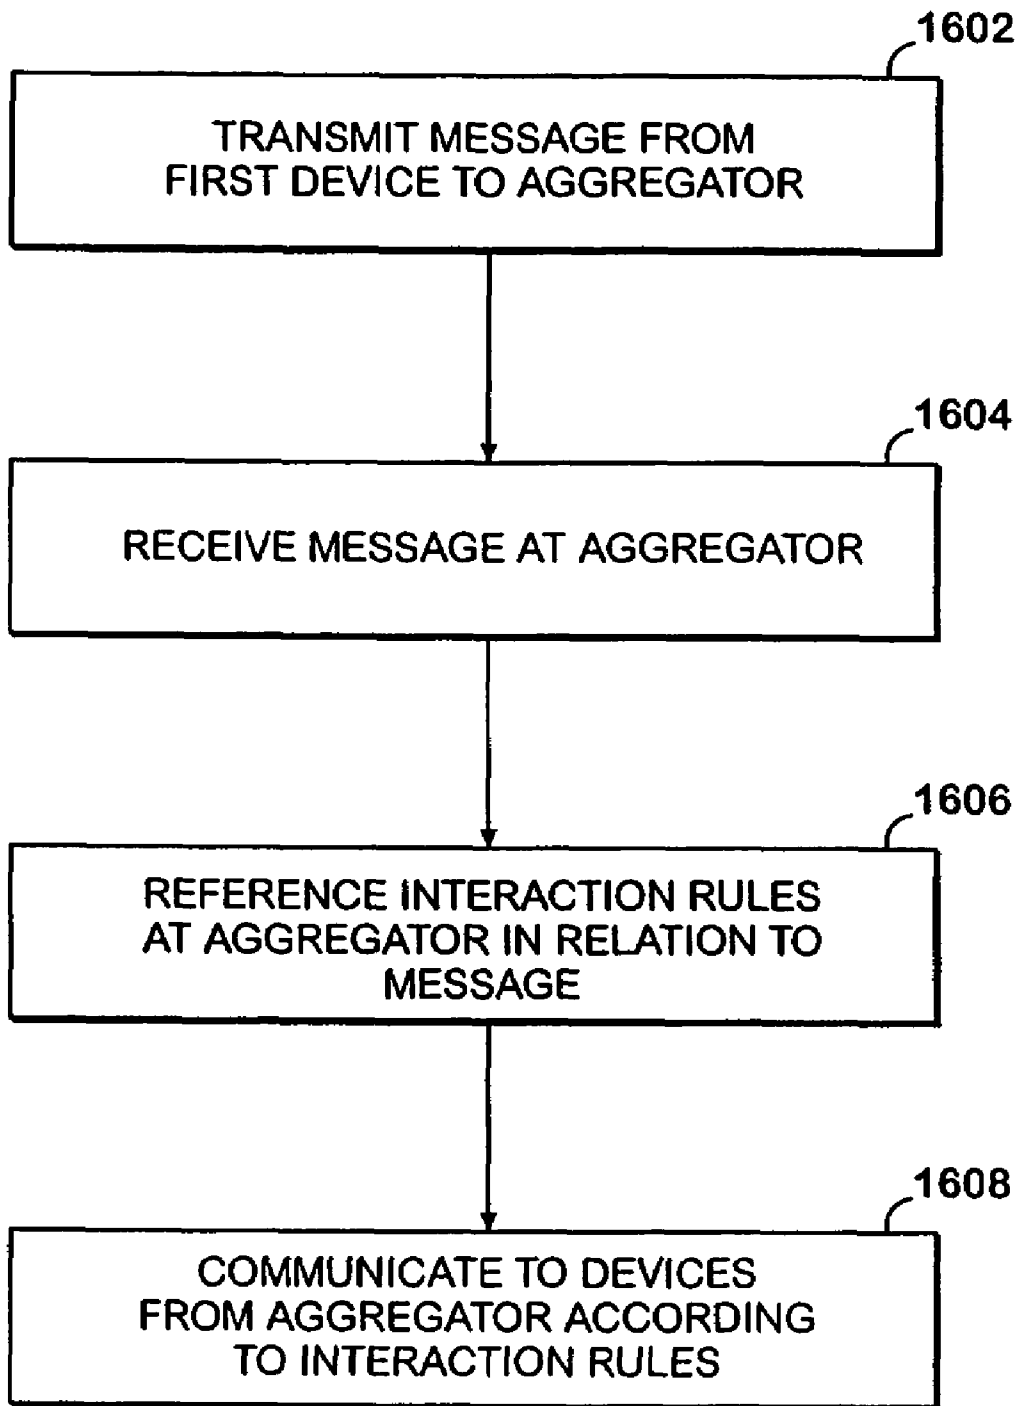 1602
TRANSMIT MESSAGE FROM
FIRST DEVICE TO AGGREGATOR
1604
RECEIVE MESSAGE AT AGGREGATOR
1606
REFERENCE INTERACTION RULES
AT AGGREGATOR IN RELATION TO
MESSAGE
1608
COMMUNICATE TO DEVICES
FROM AGGREGATOR ACCORDING
TO INTERACTION RULES